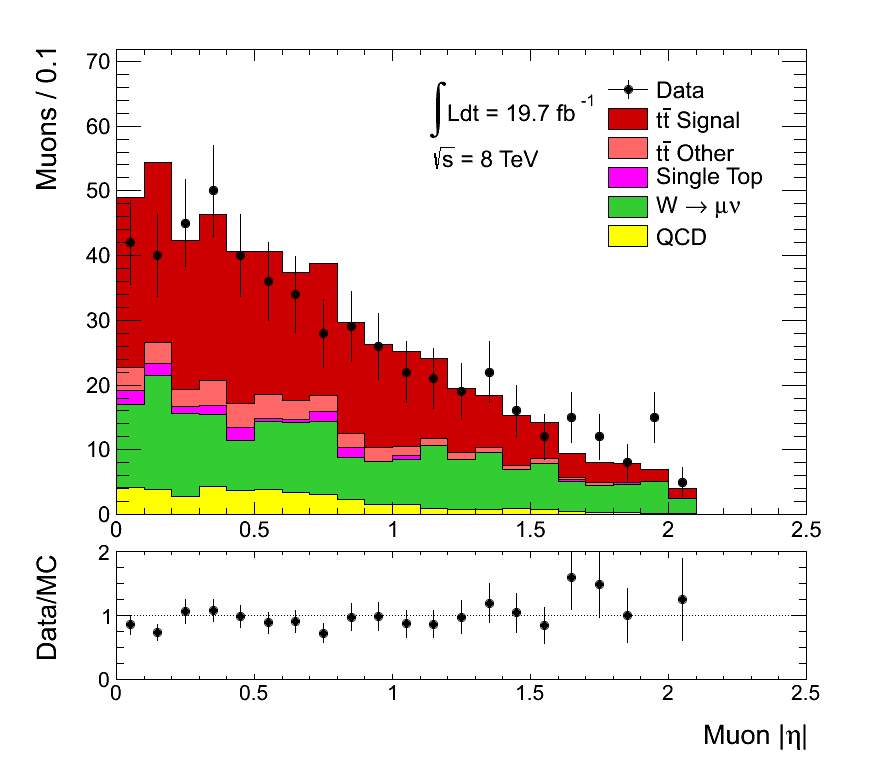 Muons / 0.1
70
60
50
40
30
20
10
0
0 0.5 1 1.5 2 2.5
∫Ldt = 19.7 fb⁻¹
√s = 8 TeV
Data
tt̄ Signal
tt̄ Other
Single Top
W → μν
QCD
Data/MC
2
1
0
0 0.5 1 1.5 2 2.5
Muon |η|